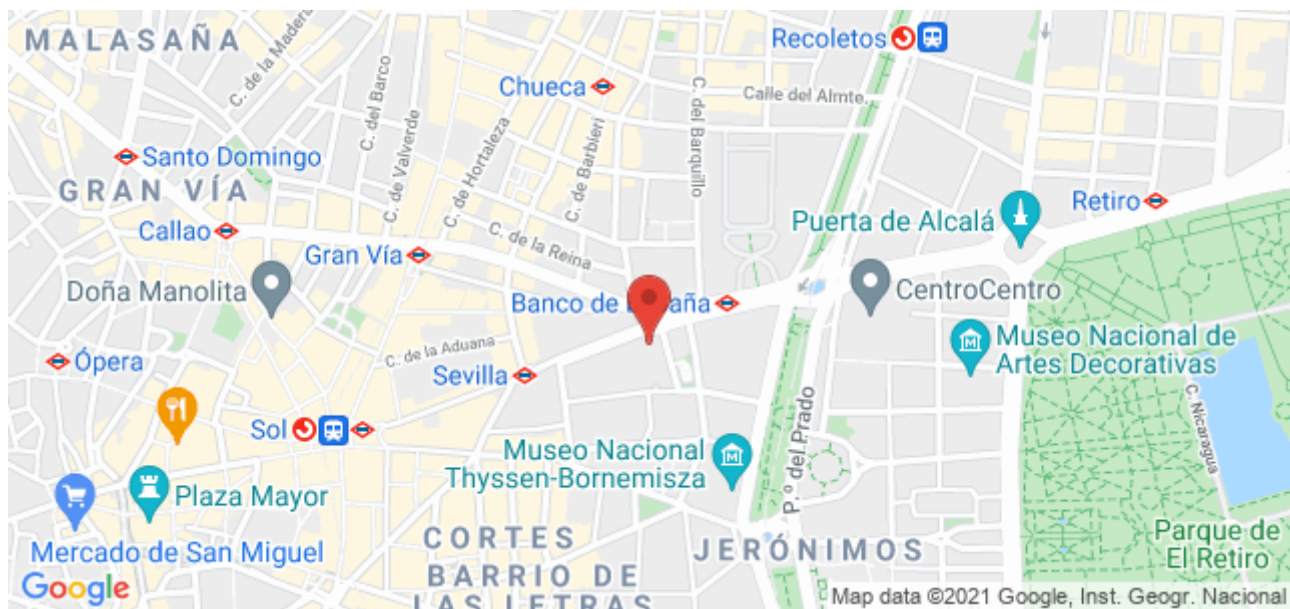 MALASAÑA
C. de la Madera
Recoletos
Chueca
C. del Barco
C. de Valverde
C. de Hortaleza
C. de Barbieri
C. del Barquillo
Calle del Almte.
Santo Domingo
GRAN VÍA
Callao
Gran Vía
C. de la Reina
Retiro
Puerta de Alcalá
Doña Manolita
Banco de España
CentroCentro
C. de la Aduana
Ópera
Sevilla
Museo Nacional de
Artes Decorativas
C. Nicaragua
Sol
Museo Nacional
Thyssen-Bornemisza
P.º del Prado
Plaza Mayor
Mercado de San Miguel
CORTES
BARRIO DE
LAS LETRAS
JERÓNIMOS
Parque de
El Retiro
Google
Map data ©2021 Google, Inst. Geogr. Nacional